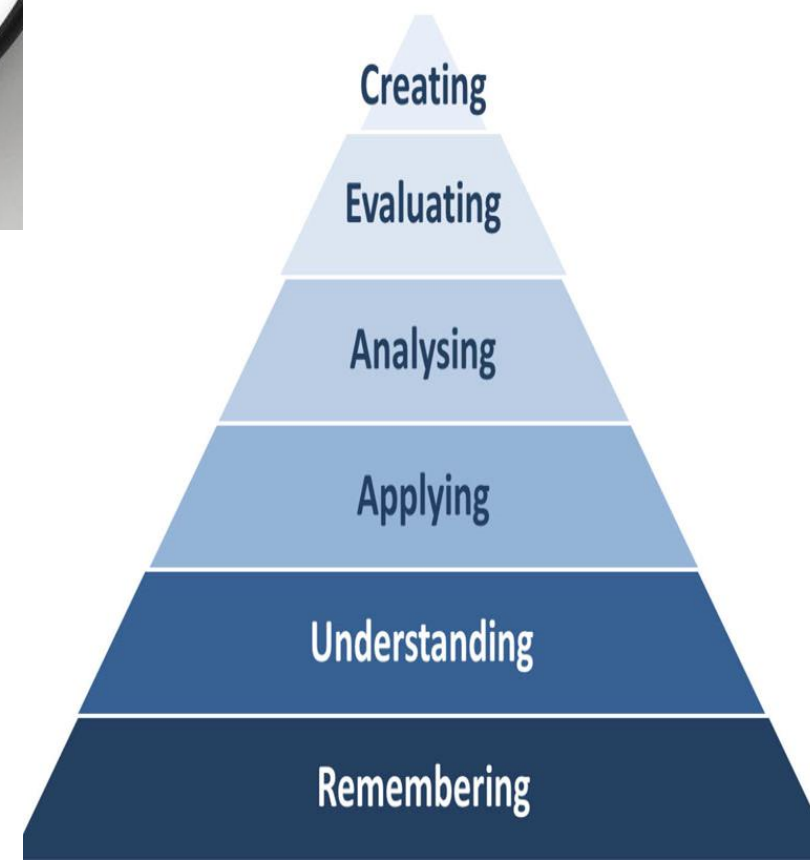 Creating
Evaluating
Analysing
Applying
Understanding
Remembering